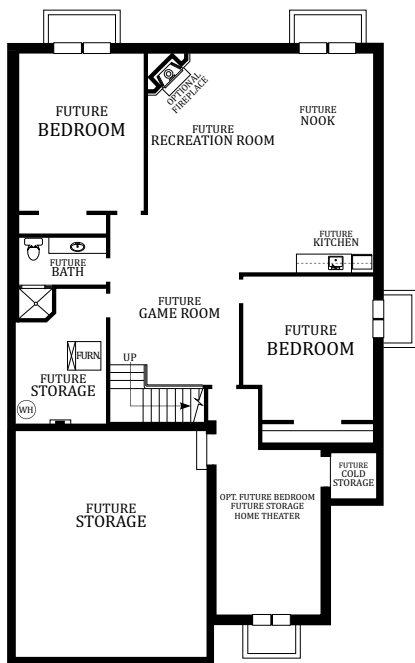 OPTIONAL
FIREPLACE
FUTURE
BEDROOM
FUTURE
NOOK
FUTURE
RECREATION ROOM
FUTURE
KITCHEN
FUTURE
BATH
FUTURE
GAME ROOM
FUTURE
BEDROOM
FURN.
UP
FUTURE
STORAGE
WH
FUTURE
COLD
STORAGE
FUTURE
STORAGE
OPT. FUTURE BEDROOM
FUTURE STORAGE
HOME THEATER